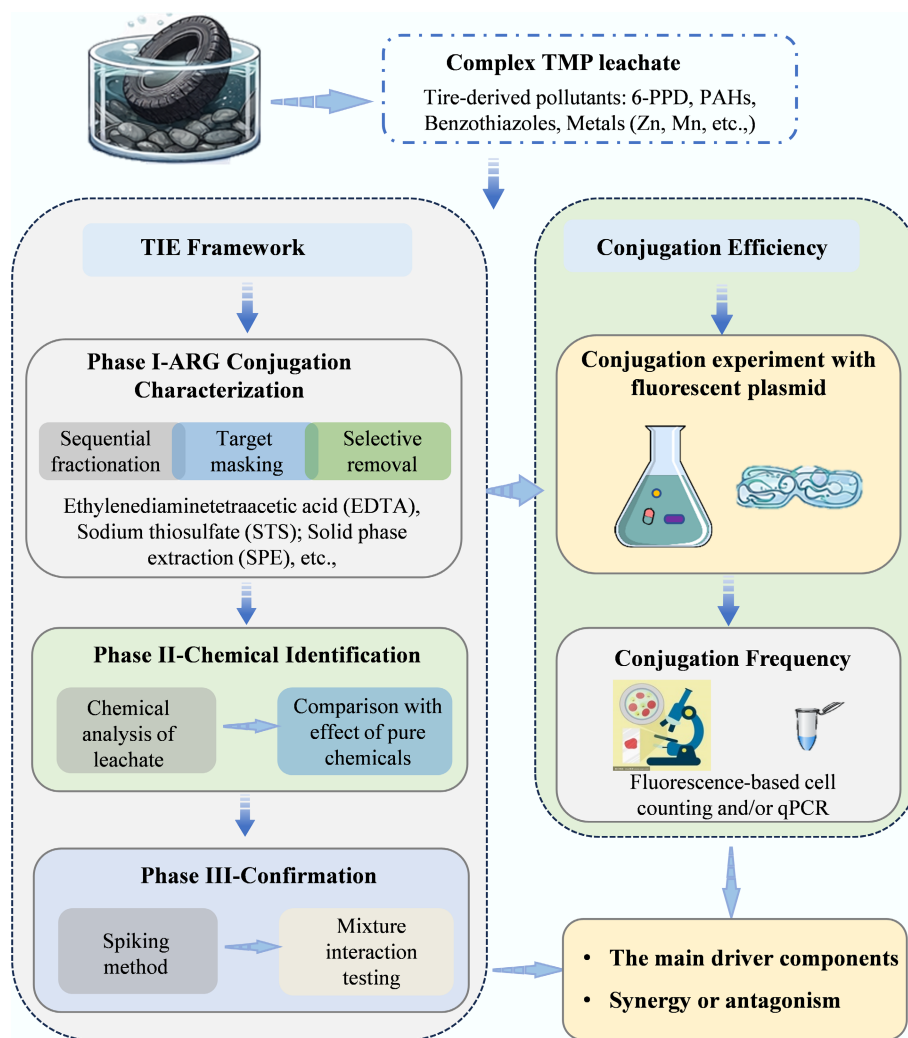 Complex TMP leachate
Tire-derived pollutants: 6-PPD, PAHs,
Benzothiazoles, Metals (Zn, Mn, etc.,)
TIE Framework
Phase I-ARG Conjugation
Characterization
Sequential
fractionation
Target
masking
Selective
removal
Ethylenediaminetetraacetic acid (EDTA),
Sodium thiosulfate (STS); Solid phase
extraction (SPE), etc.,
Phase II-Chemical Identification
Chemical
analysis of
leachate
Comparison with
effect of pure
chemicals
Phase III-Confirmation
Spiking
method
Mixture
interaction
testing
Conjugation Efficiency
Conjugation experiment with
fluorescent plasmid
Conjugation Frequency
Fluorescence-based cell
counting and/or qPCR
• The main driver components
• Synergy or antagonism